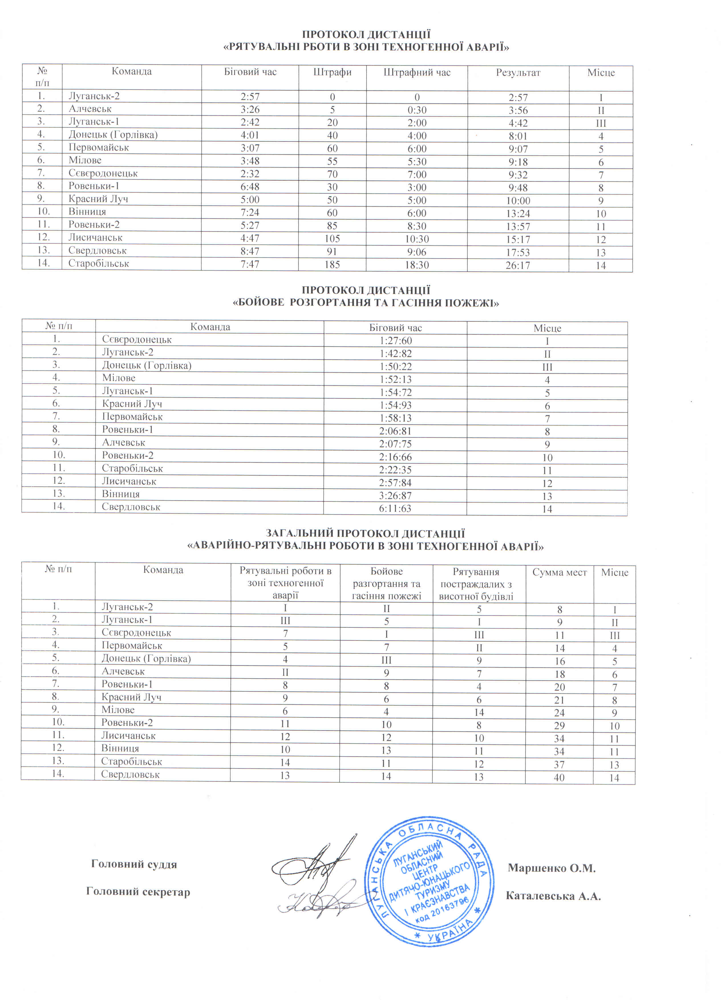 ПРОТОКОЛ ДИСТАНЦІЇ
«РЯТУВАЛЬНІ РБОТИ В ЗОНІ ТЕХНОГЕННОЇ АВАРІЇ»
№ п/п Команда Біговий час Штрафи Штрафний час Результат Місце
1. Луганськ-2 2:57 0 0 2:57 I
2. Алчевськ 3:26 5 0:30 3:56 II
3. Луганськ-1 2:42 20 2:00 4:42 III
4. Донецьк (Горлівка) 4:01 40 4:00 8:01 4
5. Первомайськ 3:07 60 6:00 9:07 5
6. Мілове 3:48 55 5:30 9:18 6
7. Сєвєродонецьк 2:32 70 7:00 9:32 7
8. Ровеньки-1 6:48 30 3:00 9:48 8
9. Красний Луч 5:00 50 5:00 10:00 9
10. Вінниця 7:24 60 6:00 13:24 10
11. Ровеньки-2 5:27 85 8:30 13:57 11
12. Лисичанськ 4:47 105 10:30 15:17 12
13. Свердловськ 8:47 91 9:06 17:53 13
14. Старобільськ 7:47 185 18:30 26:17 14
ПРОТОКОЛ ДИСТАНЦІЇ
«БОЙОВЕ РОЗГОРТАННЯ ТА ГАСІННЯ ПОЖЕЖІ»
№ п/п Команда Біговий час Місце
1. Сєвєродонецьк 1:27:60 I
2. Луганськ-2 1:42:82 II
3. Донецьк (Горлівка) 1:50:22 III
4. Мілове 1:52:13 4
5. Луганськ-1 1:54:72 5
6. Красний Луч 1:54:93 6
7. Первомайськ 1:58:13 7
8. Ровеньки-1 2:06:81 8
9. Алчевськ 2:07:75 9
10. Ровеньки-2 2:16:66 10
11. Старобільськ 2:22:35 11
12. Лисичанськ 2:57:84 12
13. Вінниця 3:26:87 13
14. Свердловськ 6:11:63 14
ЗАГАЛЬНИЙ ПРОТОКОЛ ДИСТАНЦІЇ
«АВАРІЙНО-РЯТУВАЛЬНІ РОБОТИ В ЗОНІ ТЕХНОГЕННОЇ АВАРІЇ»
№ п/п Команда Рятувальні роботи в Бойове Рятування Сумма мест Місце
зоні техногенної разгортання та постраждалих з
аварії гасіння пожежі висотної будівлі
1. Луганськ-2 I II 5 8 I
2. Луганськ-1 III 5 I 9 II
3. Сєвєродонецьк 7 I III 11 III
4. Первомайськ 5 7 II 14 4
5. Донецьк (Горлівка) 4 III 9 16 5
6. Алчевськ II 9 7 18 6
7. Ровеньки-1 8 8 4 20 7
8. Красний Луч 9 6 6 21 8
9. Мілове 6 4 14 24 9
10. Ровеньки-2 11 10 8 29 10
11. Лисичанськ 12 12 10 34 11
12. Вінниця 10 13 11 34 11
13. Старобільськ 14 11 12 37 13
14. Свердловськ 13 14 13 40 14
Головний суддя Маршенко О.М.
Головний секретар Каталевська А.А.
ЛУГАНСЬКА ОБЛАСНА РАДА
ЛУГАНСЬКИЙ
ОБЛАСНИЙ
ЦЕНТР
ДИТЯЧО-ЮНАЦЬКОГО
ТУРИЗМУ
І КРАЄЗНАВСТВА
код 20163796
* УКРАЇНА *